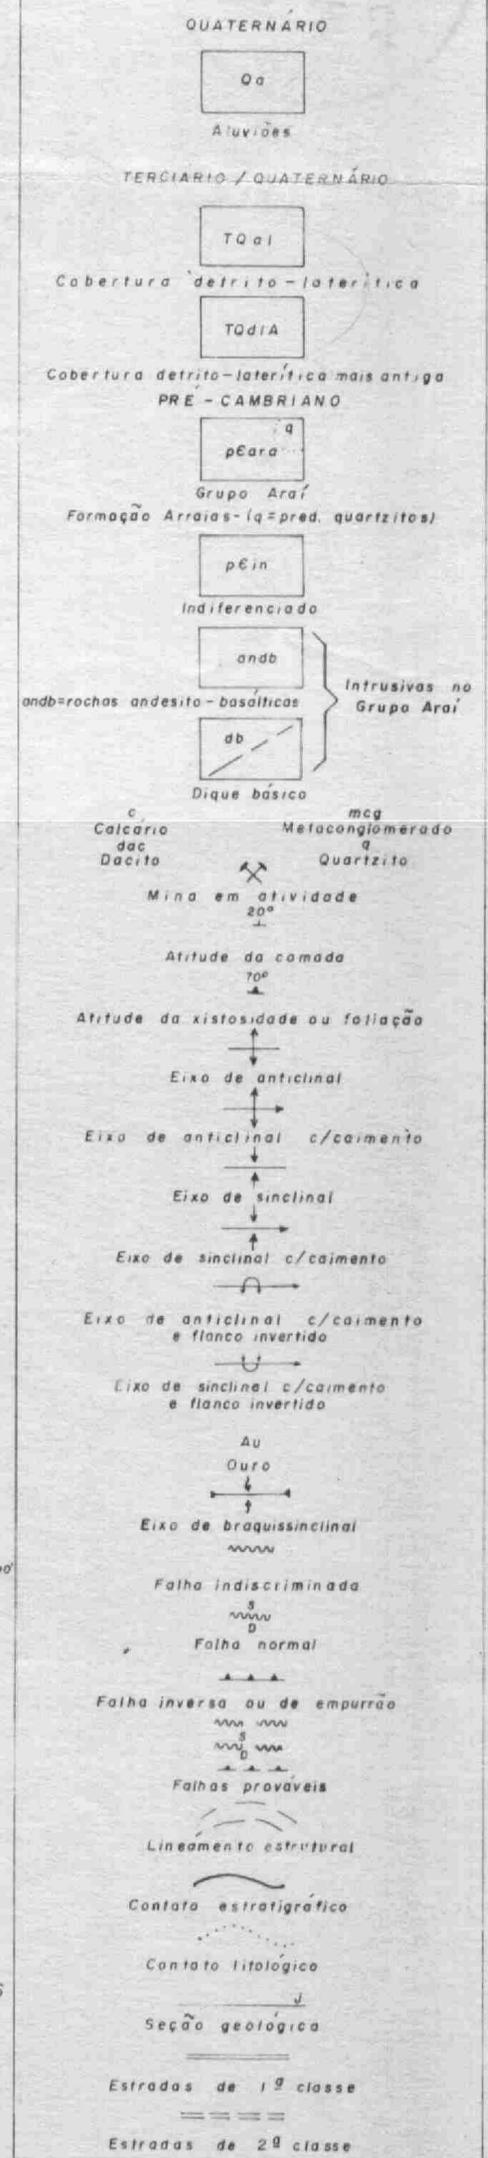 QUATERNÁRIO
Qa
Aluviões
TERCIARIO / QUATERNÁRIO
TQal
Cobertura detrito-laterítica
TQdlA
Cobertura detrito-laterítica mais antiga
PRÉ-CAMBRIANO
q
pЄara
Grupo Araí
Formação Arraias-(q=pred. quartzitos)
pЄin
Indiferenciado
andb
andb=rochas andesito-basálticas
Intrusivas no
Grupo Araí
db
Dique básico
c
Calcário
dac
Dacito
mcg
Metaconglomerado
q
Quartzito
Mina em atividade
20º
Atitude da camada
70º
Atitude da xistosidade ou foliação
Eixo de anticlinal
Eixo de anticlinal c/caimento
Eixo de sinclinal
Eixo de sinclinal c/caimento
Eixo de anticlinal c/caimento
e flanco invertido
Eixo de sinclinal c/caimento
e flanco invertido
Au
Ouro
Eixo de braquissinclinal
Falha indiscriminada
S
D
Falha normal
Falha inversa ou de empurrão
S
D
Falhas prováveis
Lineamento estrutural
Contato estratigráfico
Contato litológico
J
Seção geológica
Estradas de 1ª classe
Estradas de 2ª classe